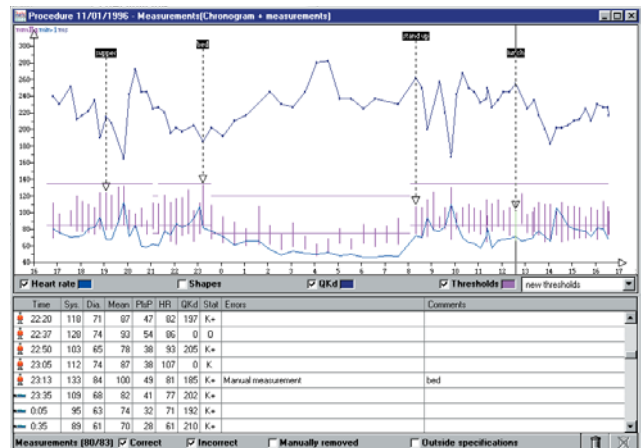 Procedure 11/01/1996 - Measurements(Chronogram + measurements)
supper
bed
stand up
lunch
280
260
240
220
200
180
160
140
120
100
80
60
40
16 17 18 19 20 21 22 23 0 1 2 3 4 5 6 7 8 9 10 11 12 13 14 15 16 17
Heart rate Shapes QKd Thresholds new thresholds
Time Sys. Dia. Mean PlsP HR QKd Stat Errors Comments
22:20 118 71 87 47 82 197 K+
22:37 128 74 93 54 86 0 0
22:50 103 65 78 38 93 205 K+
23:05 112 74 87 38 107 0 K
23:13 133 84 100 49 81 185 K+ Manual measurement bed
23:35 109 68 82 41 77 202 K+
0:05 95 63 74 32 71 192 K+
0:35 89 61 70 28 61 210 K+
Measurements (80/83) Correct Incorrect Manually removed Outside specifications